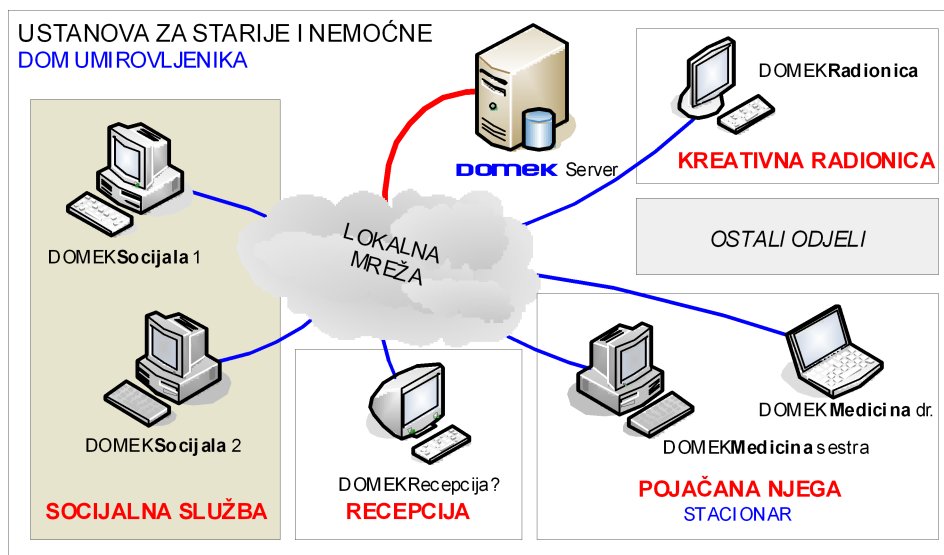 USTANOVA ZA STARIJE I NEMOĆNE
DOM UMIROVLJENIKA
DOMEK Server
DOMEKRadionica
KREATIVNA RADIONICA
OSTALI ODJELI
LOKALNA
MREŽA
DOMEKSocijala 1
DOMEKSocijala 2
SOCIJALNA SLUŽBA
DOMEKRecepcija?
RECEPCIJA
DOMEKMedicina dr.
DOMEKMedicina sestra
POJAČANA NJEGA
STACIONAR